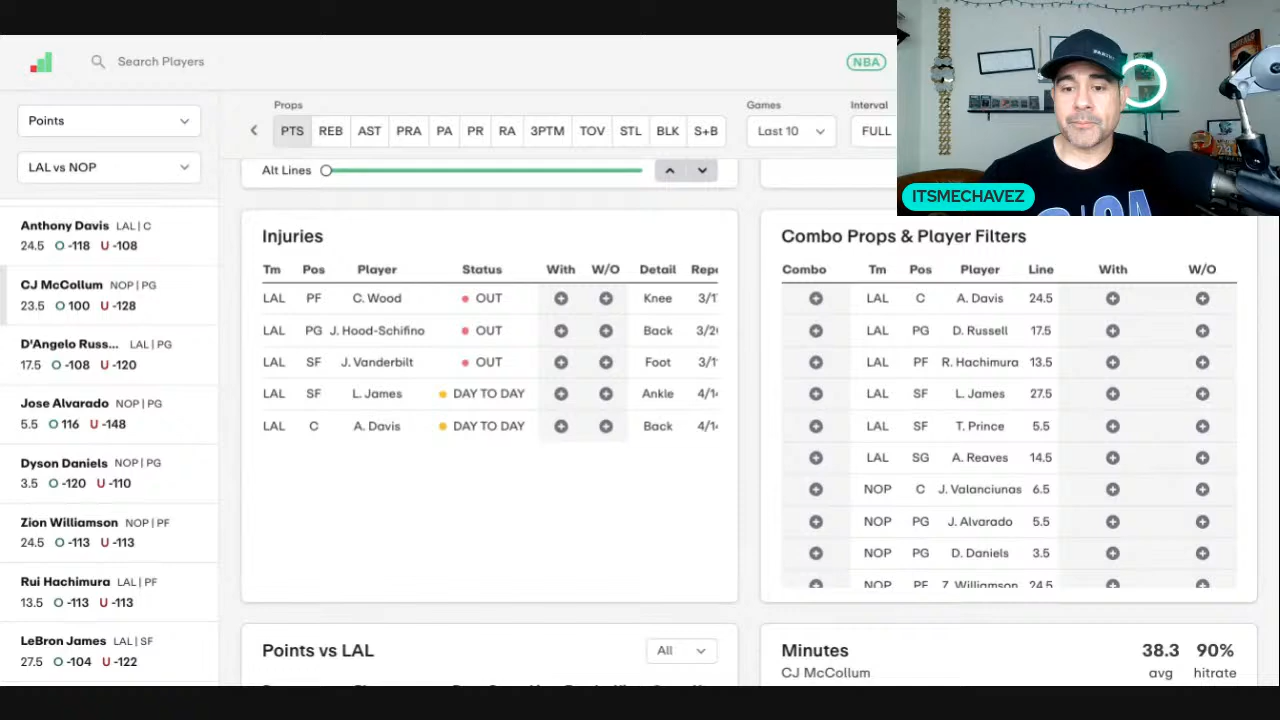 Search Players
NBA
Points
LAL vs NOP
Props
PTS REB AST PRA PA PR RA 3PTM TOV STL BLK S+B
Games
Last 10
Interval
FULL
Alt Lines
Anthony Davis LAL | C
24.5 O -118 U -108
CJ McCollum NOP | PG
23.5 O 100 U -128
D'Angelo Russ... LAL | PG
17.5 O -108 U -120
Jose Alvarado NOP | PG
5.5 O 116 U -148
Dyson Daniels NOP | PG
3.5 O -120 U -110
Zion Williamson NOP | PF
24.5 O -113 U -113
Rui Hachimura LAL | PF
13.5 O -113 U -113
LeBron James LAL | SF
27.5 O -104 U -122
Injuries
Tm Pos Player Status With W/O Detail
LAL PF C. Wood OUT Knee
LAL PG J. Hood-Schifino OUT Back
LAL SF J. Vanderbilt OUT Foot
LAL SF L. James DAY TO DAY Ankle
LAL C A. Davis DAY TO DAY Back
Combo Props & Player Filters
Combo Tm Pos Player Line With W/O
LAL C A. Davis 24.5
LAL PG D. Russell 17.5
LAL PF R. Hachimura 13.5
LAL SF L. James 27.5
LAL SF T. Prince 5.5
LAL SG A. Reaves 14.5
NOP C J. Valanciunas 6.5
NOP PG J. Alvarado 5.5
NOP PG D. Daniels 3.5
NOP PF Z. Williamson 24.5
Points vs LAL
All
Minutes
CJ McCollum
38.3 90%
avg hitrate
ITSMECHAVEZ